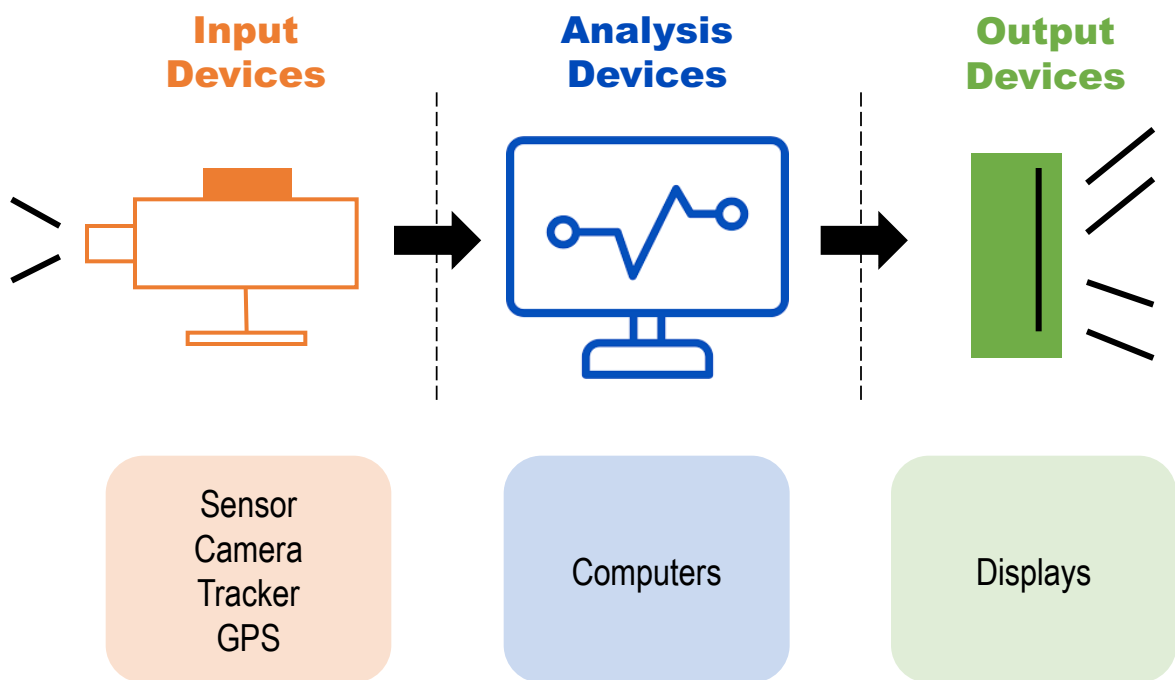 Input
Devices
Analysis
Devices
Output
Devices
Sensor
Camera
Tracker
GPS
Computers
Displays